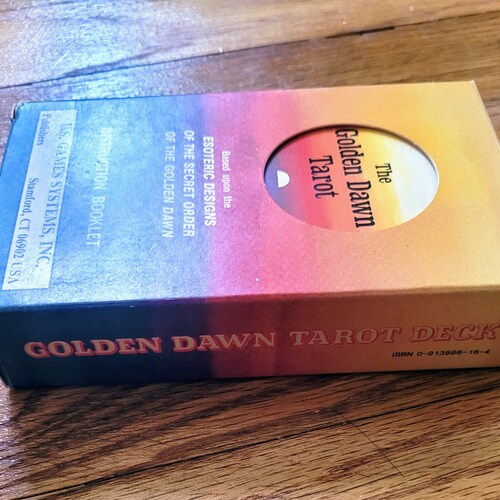 The
Golden Dawn
Tarot
Based upon the
ESOTERIC DESIGNS
OF THE SECRET ORDER
OF THE GOLDEN DAWN
BOOKLET
U.S. GAMES SYSTEMS, INC.
Publishers Stamford, CT 06902 USA
GOLDEN DAWN TAROT DECK
ISBN 0-913866-16-4